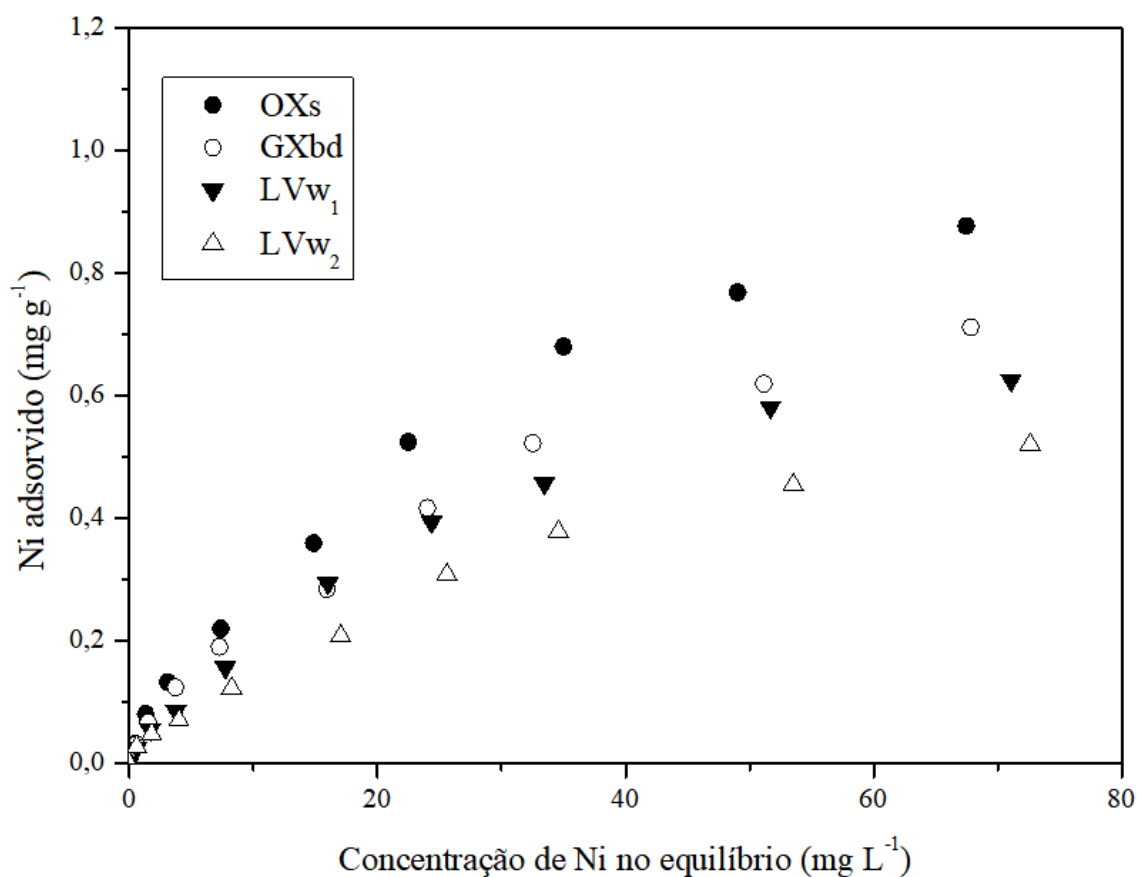 1,2
1,0
0,8
0,6
0,4
0,2
0,0
Ni adsorvido (mg g⁻¹)
OXs
GXbd
LVw₁
LVw₂
0 20 40 60 80
Concentração de Ni no equilíbrio (mg L⁻¹)